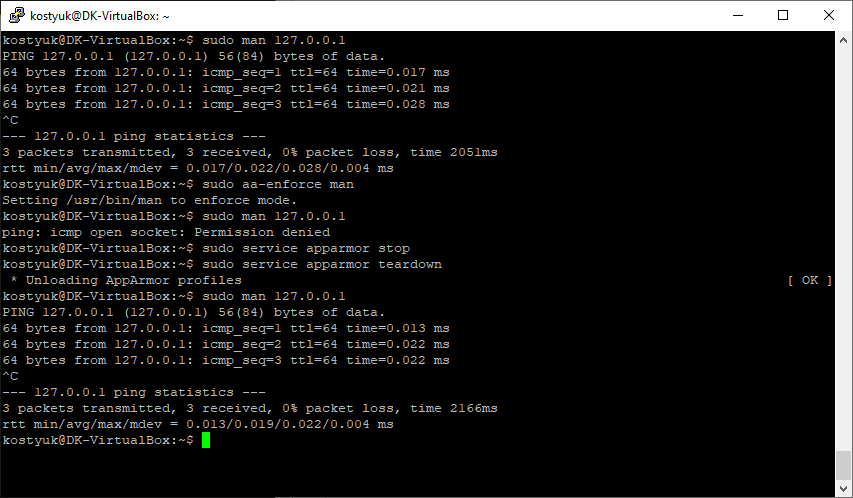 kostyuk@DK-VirtualBox: ~
kostyuk@DK-VirtualBox:~$ sudo man 127.0.0.1
PING 127.0.0.1 (127.0.0.1) 56(84) bytes of data.
64 bytes from 127.0.0.1: icmp_seq=1 ttl=64 time=0.017 ms
64 bytes from 127.0.0.1: icmp_seq=2 ttl=64 time=0.021 ms
64 bytes from 127.0.0.1: icmp_seq=3 ttl=64 time=0.028 ms
^C
--- 127.0.0.1 ping statistics ---
3 packets transmitted, 3 received, 0% packet loss, time 2051ms
rtt min/avg/max/mdev = 0.017/0.022/0.028/0.004 ms
kostyuk@DK-VirtualBox:~$ sudo aa-enforce man
Setting /usr/bin/man to enforce mode.
kostyuk@DK-VirtualBox:~$ sudo man 127.0.0.1
ping: icmp open socket: Permission denied
kostyuk@DK-VirtualBox:~$ sudo service apparmor stop
kostyuk@DK-VirtualBox:~$ sudo service apparmor teardown
 * Unloading AppArmor profiles [ OK ]
kostyuk@DK-VirtualBox:~$ sudo man 127.0.0.1
PING 127.0.0.1 (127.0.0.1) 56(84) bytes of data.
64 bytes from 127.0.0.1: icmp_seq=1 ttl=64 time=0.013 ms
64 bytes from 127.0.0.1: icmp_seq=2 ttl=64 time=0.022 ms
64 bytes from 127.0.0.1: icmp_seq=3 ttl=64 time=0.022 ms
^C
--- 127.0.0.1 ping statistics ---
3 packets transmitted, 3 received, 0% packet loss, time 2166ms
rtt min/avg/max/mdev = 0.013/0.019/0.022/0.004 ms
kostyuk@DK-VirtualBox:~$